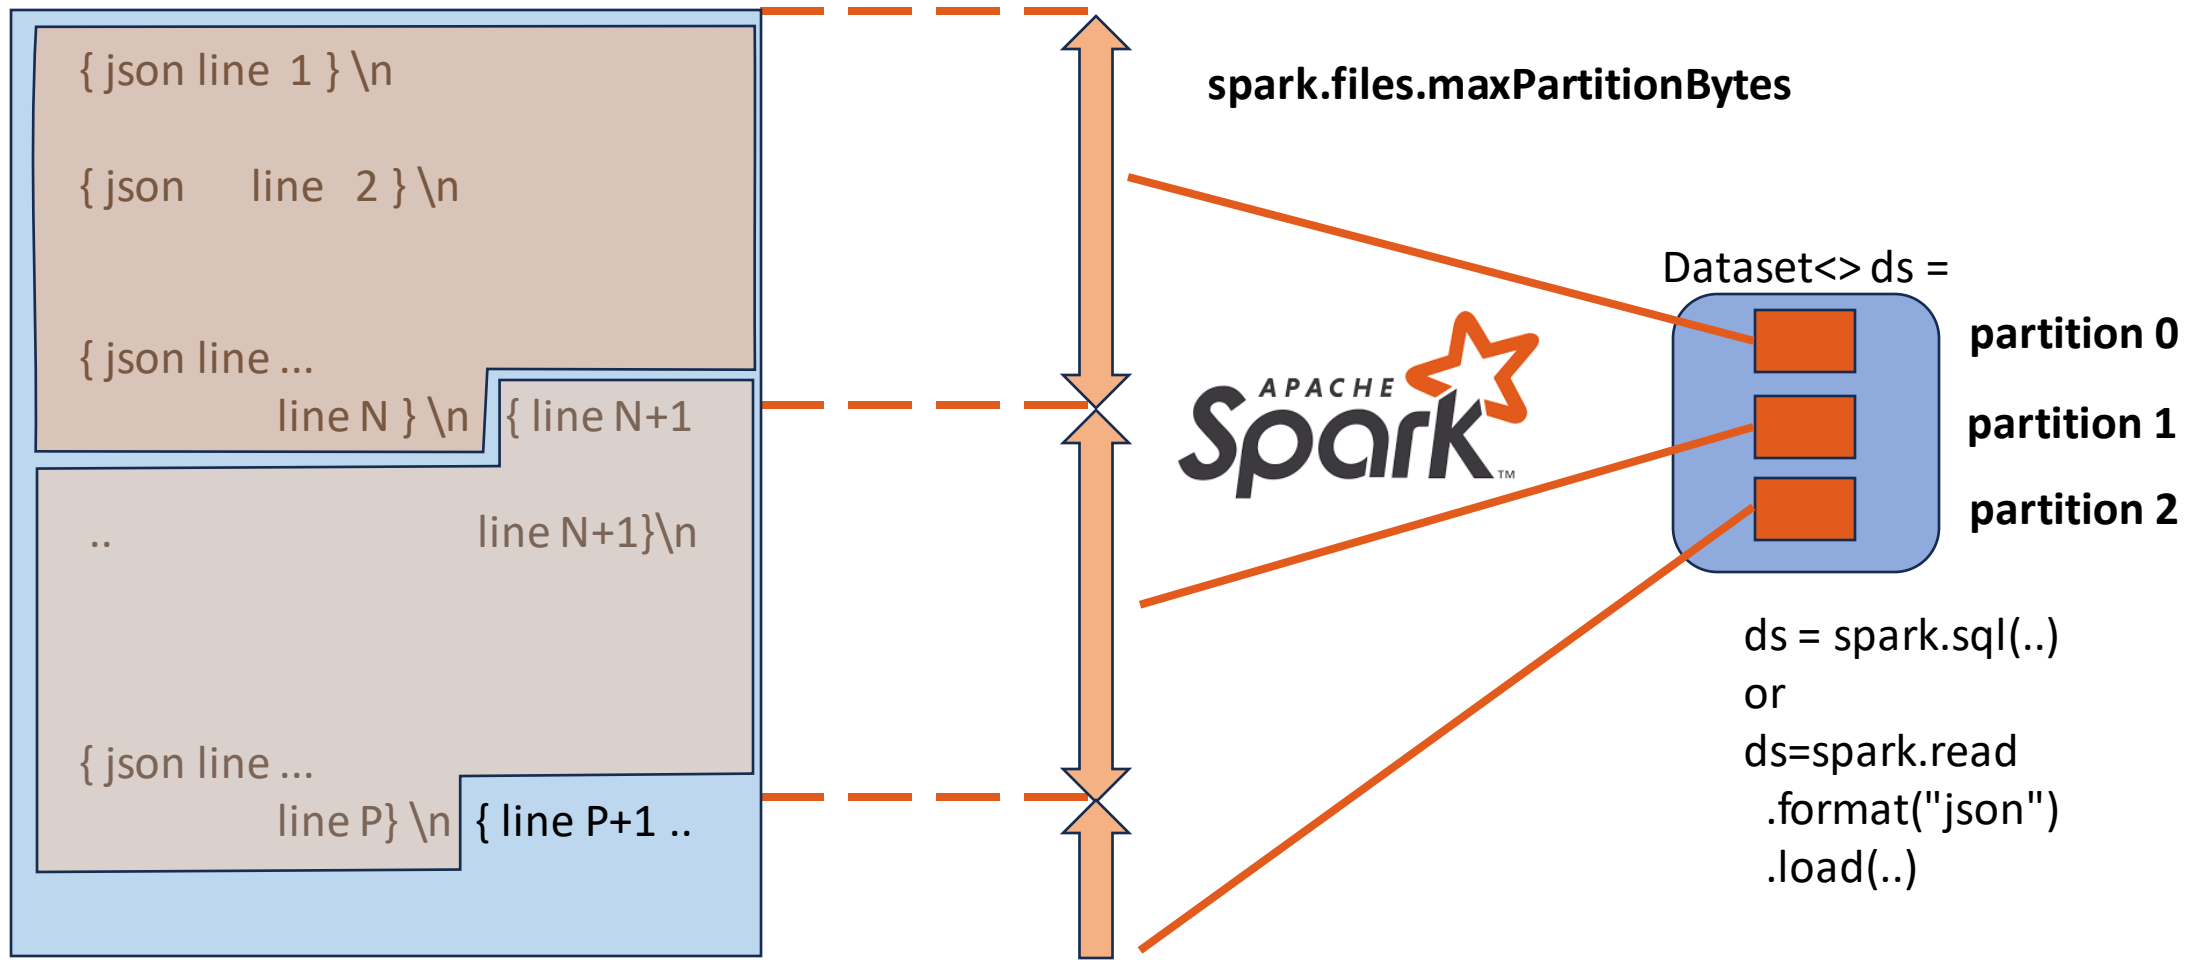 { json line 1 } \n
{ json line 2 } \n
{ json line ...
line N } \n { line N+1
.. line N+1}\n
{ json line ...
line P} \n { line P+1 ..
spark.files.maxPartitionBytes
APACHE
Spark™
Dataset<> ds =
partition 0
partition 1
partition 2
ds = spark.sql(..)
or
ds=spark.read
.format("json")
.load(..)